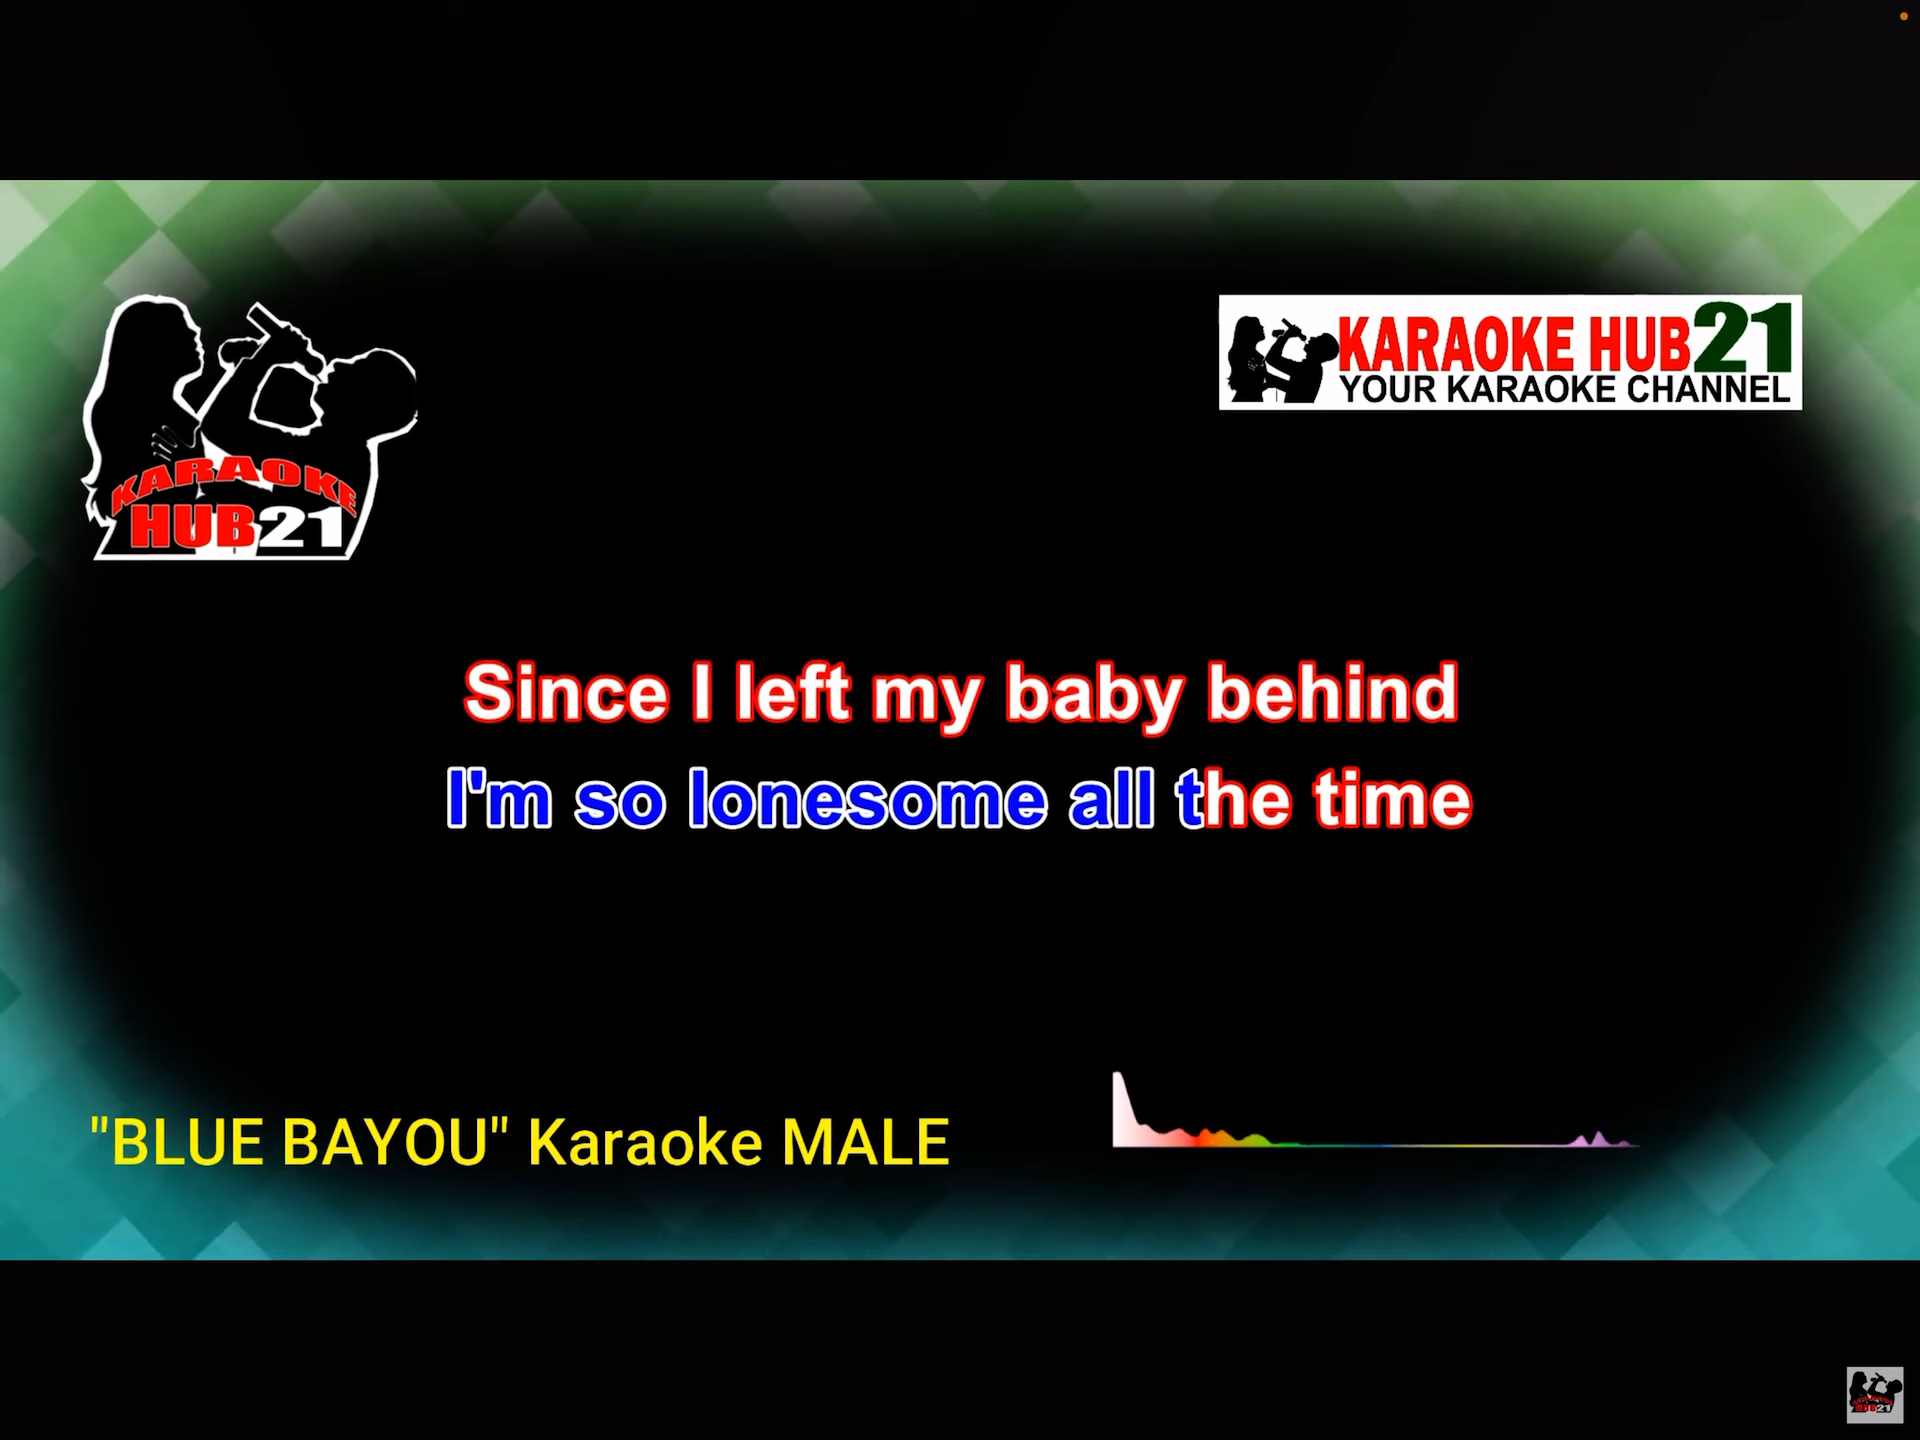 KARAOKE HUB21
YOUR KARAOKE CHANNEL
KARAOKE
HUB21
Since I left my baby behind
I'm so lonesome all the time
"BLUE BAYOU" Karaoke MALE
HUB21